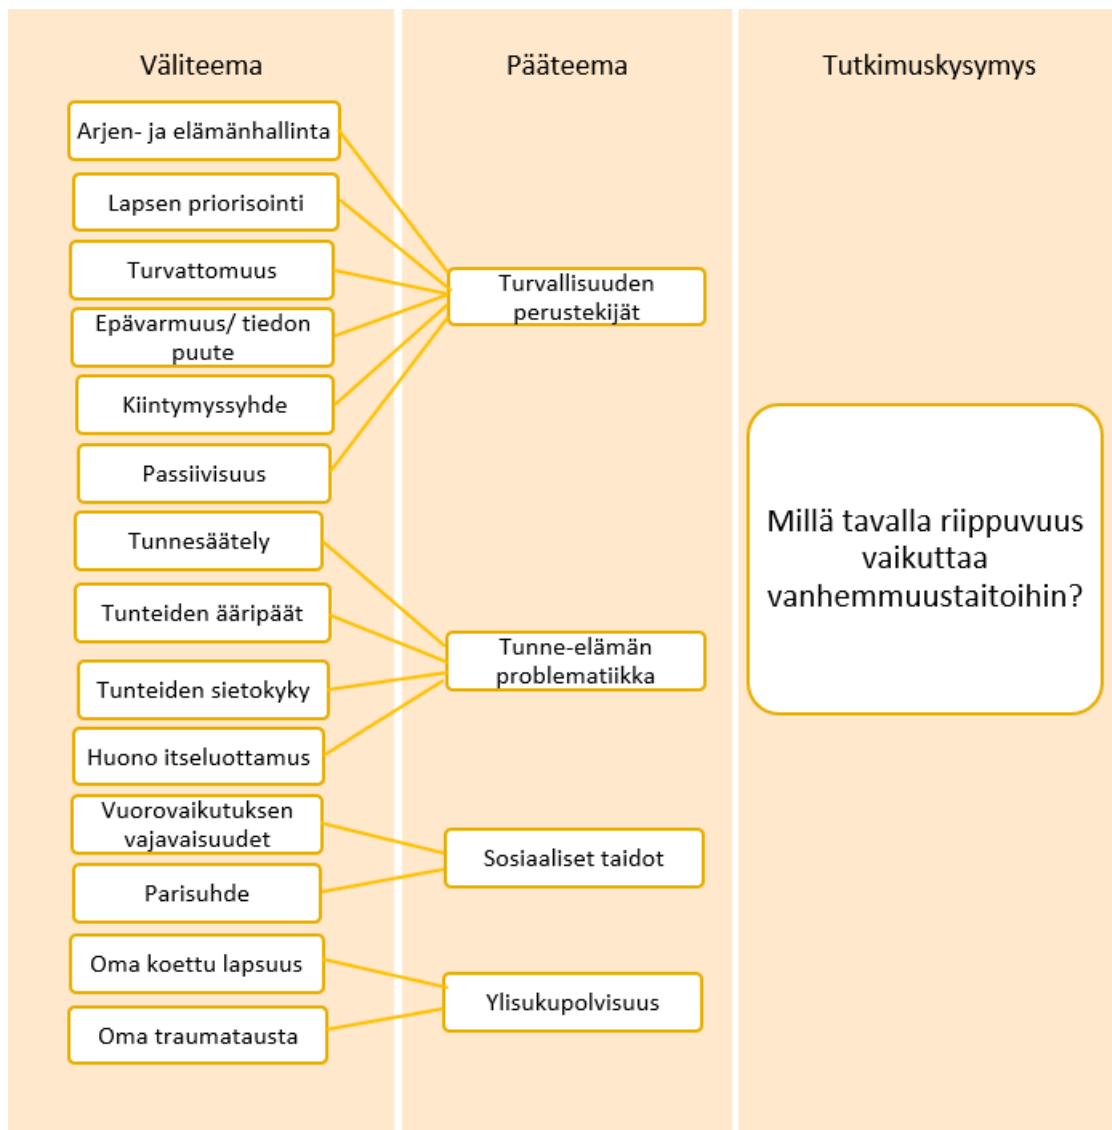 Väliteema
Arjen- ja elämänhallinta
Lapsen priorisointi
Turvattomuus
Epävarmuus/ tiedon
puute
Kiintymyssyhde
Passiivisuus
Tunnesäätely
Tunteiden ääripäät
Tunteiden sietokyky
Huono itseluottamus
Vuorovaikutuksen
vajavaisuudet
Parisuhde
Oma koettu lapsuus
Oma traumatausta
Pääteema
Turvallisuuden
perustekijät
Tunne-elämän
problematiikka
Sosiaaliset taidot
Ylisukupolvisuus
Tutkimuskysymys
Millä tavalla riippuvuus
vaikuttaa
vanhemmuustaitoihin?